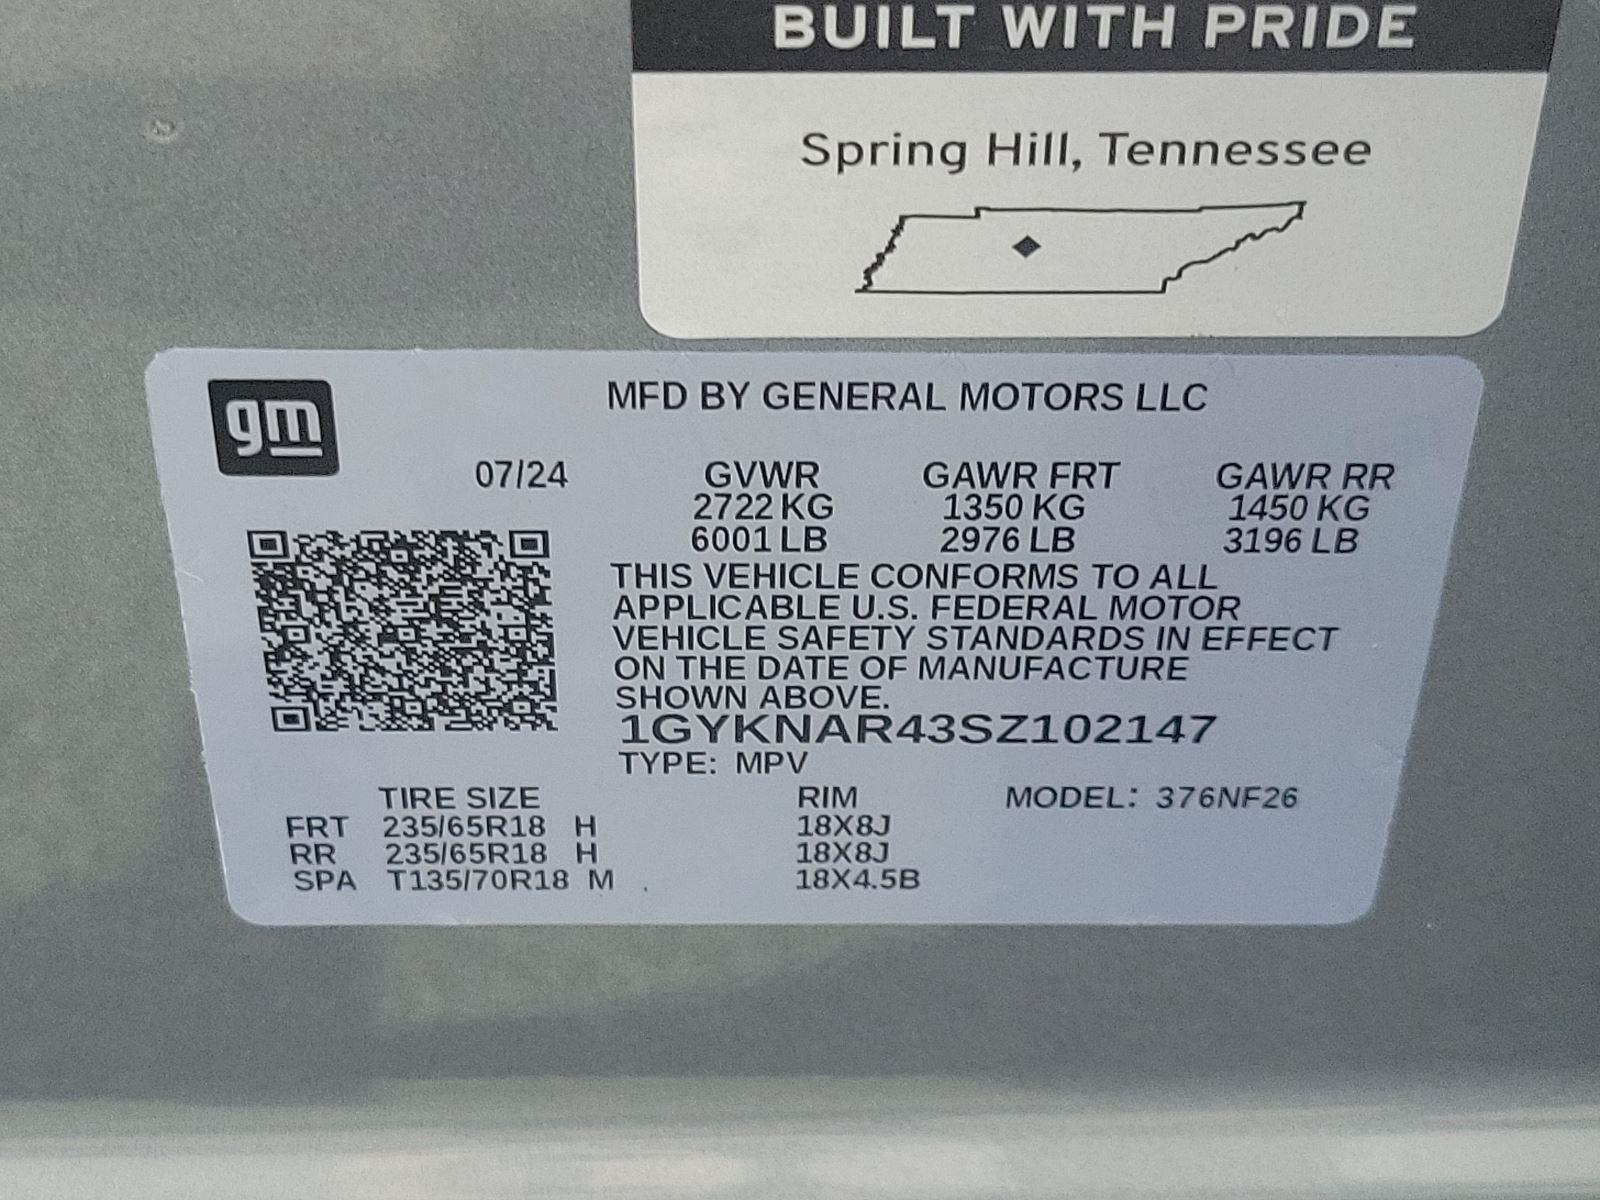 BUILT WITH PRIDE
Spring Hill, Tennessee
gm
MFD BY GENERAL MOTORS LLC
07/24 GVWR GAWR FRT GAWR RR
2722 KG 1350 KG 1450 KG
6001 LB 2976 LB 3196 LB
THIS VEHICLE CONFORMS TO ALL
APPLICABLE U.S. FEDERAL MOTOR
VEHICLE SAFETY STANDARDS IN EFFECT
ON THE DATE OF MANUFACTURE
SHOWN ABOVE.
1GYKNAR43SZ102147
TYPE: MPV
TIRE SIZE RIM MODEL: 376NF26
FRT 235/65R18 H 18X8J
RR 235/65R18 H 18X8J
SPA T135/70R18 M 18X4.5B